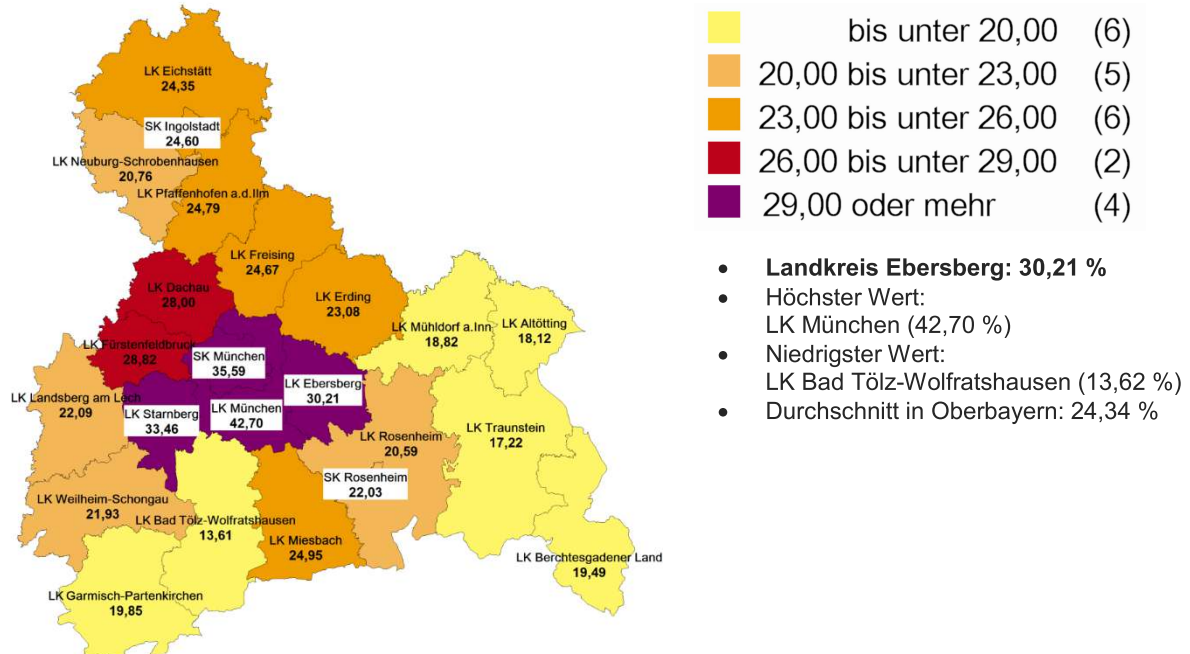 LK Eichstätt
24,35
SK Ingolstadt
24,60
LK Neuburg-Schrobenhausen
20,76
LK Pfaffenhofen a.d.Ilm
24,79
LK Freising
24,67
LK Dachau
28,00
LK Erding
23,08
LK Mühldorf a.Inn
18,82
LK Altötting
18,12
LK Fürstenfeldbruck
28,82
SK München
35,59
LK Ebersberg
30,21
LK Landsberg am Lech
22,09
LK Starnberg
33,46
LK München
42,70
LK Rosenheim
20,59
LK Traunstein
17,22
SK Rosenheim
22,03
LK Weilheim-Schongau
21,93
LK Bad Tölz-Wolfratshausen
13,61
LK Miesbach
24,95
LK Berchtesgadener Land
19,49
LK Garmisch-Partenkirchen
19,85
bis unter 20,00 (6)
20,00 bis unter 23,00 (5)
23,00 bis unter 26,00 (6)
26,00 bis unter 29,00 (2)
29,00 oder mehr (4)
• Landkreis Ebersberg: 30,21 %
• Höchster Wert:
LK München (42,70 %)
• Niedrigster Wert:
LK Bad Tölz-Wolfratshausen (13,62 %)
• Durchschnitt in Oberbayern: 24,34 %